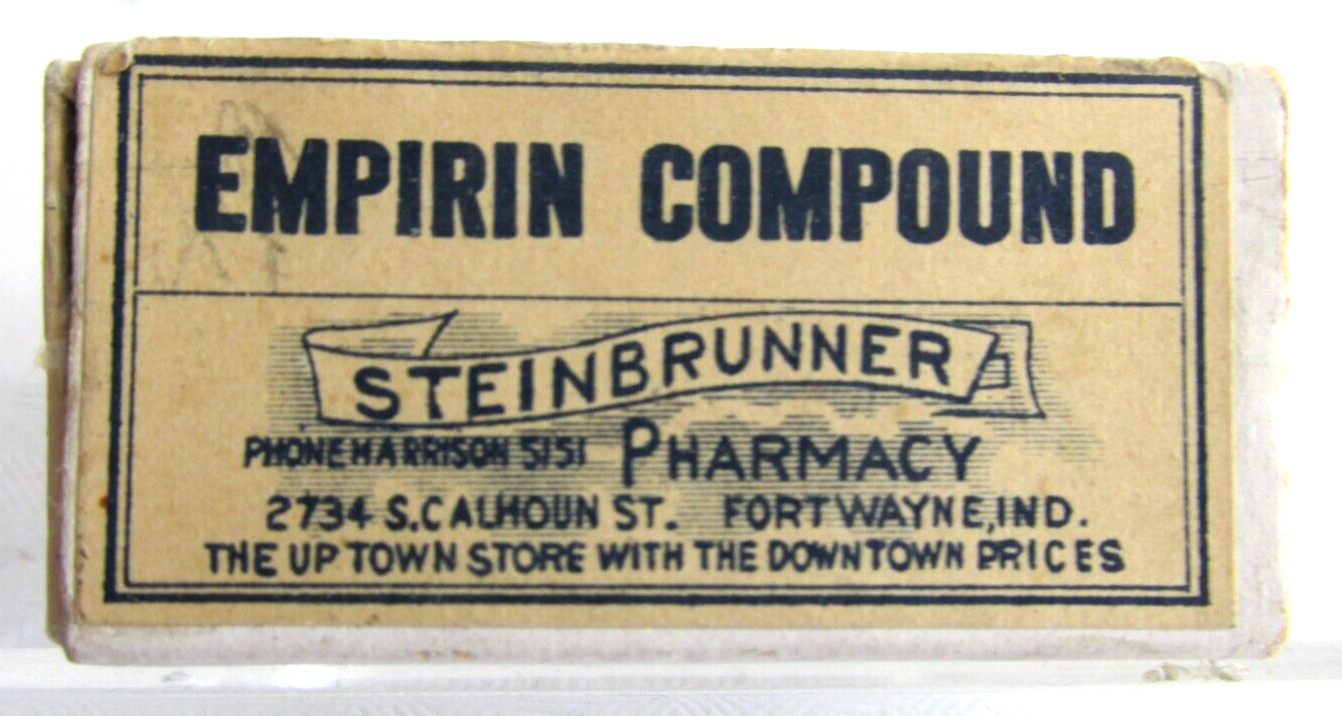 EMPIRIN COMPOUND
STEINBRUNNER
PHONE HARRISON 5151 PHARMACY
2734 S. CALHOUN ST. FORT WAYNE, IND.
THE UP TOWN STORE WITH THE DOWNTOWN PRICES